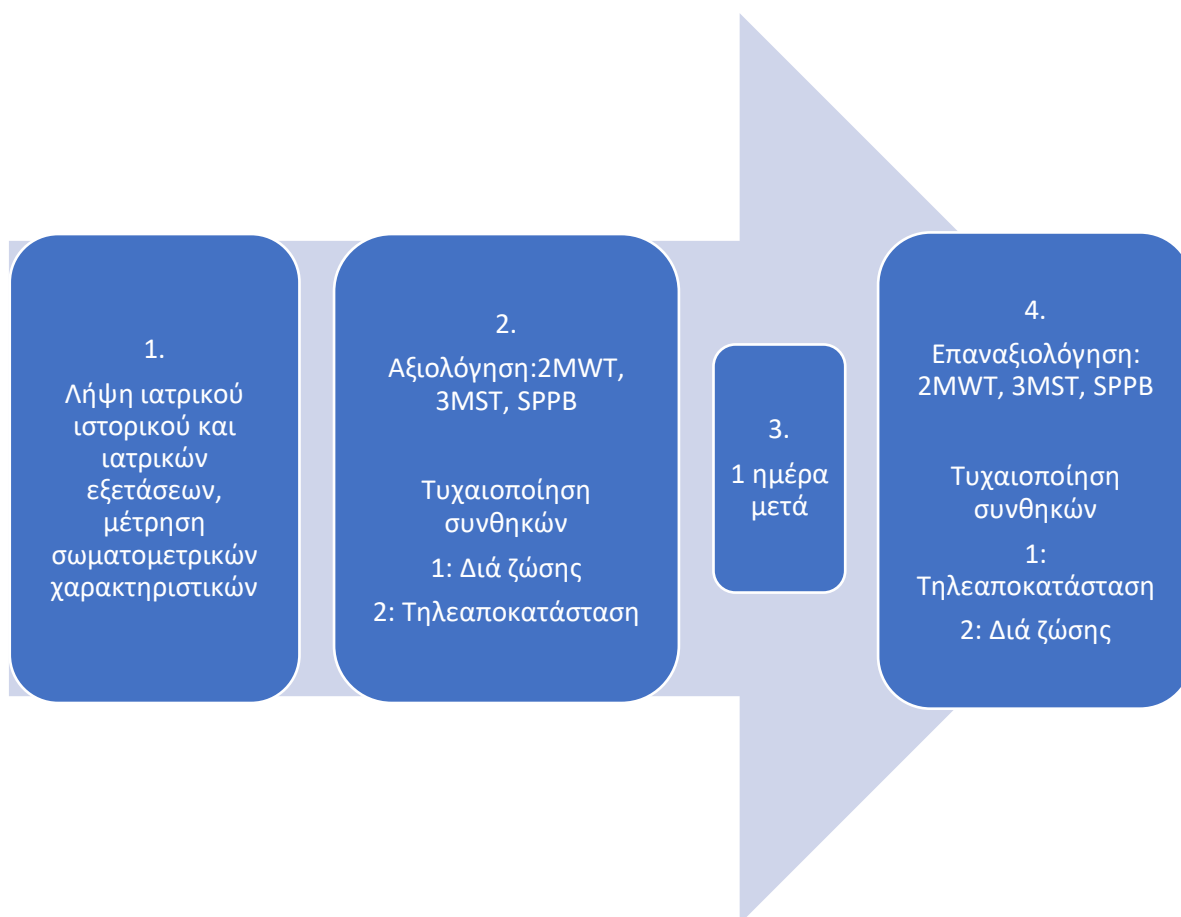 1.
Λήψη ιατρικού
ιστορικού και
ιατρικών
εξετάσεων,
μέτρηση
σωματομετρικών
χαρακτηριστικών
2.
Αξιολόγηση:2MWT,
3MST, SPPB
Τυχαιοποίηση
συνθηκών
1: Διά ζώσης
2: Τηλεαποκατάσταση
3.
1 ημέρα
μετά
4.
Επαναξιολόγηση:
2MWT, 3MST, SPPB
Τυχαιοποίηση
συνθηκών
1:
Τηλεαποκατάσταση
2: Διά ζώσης